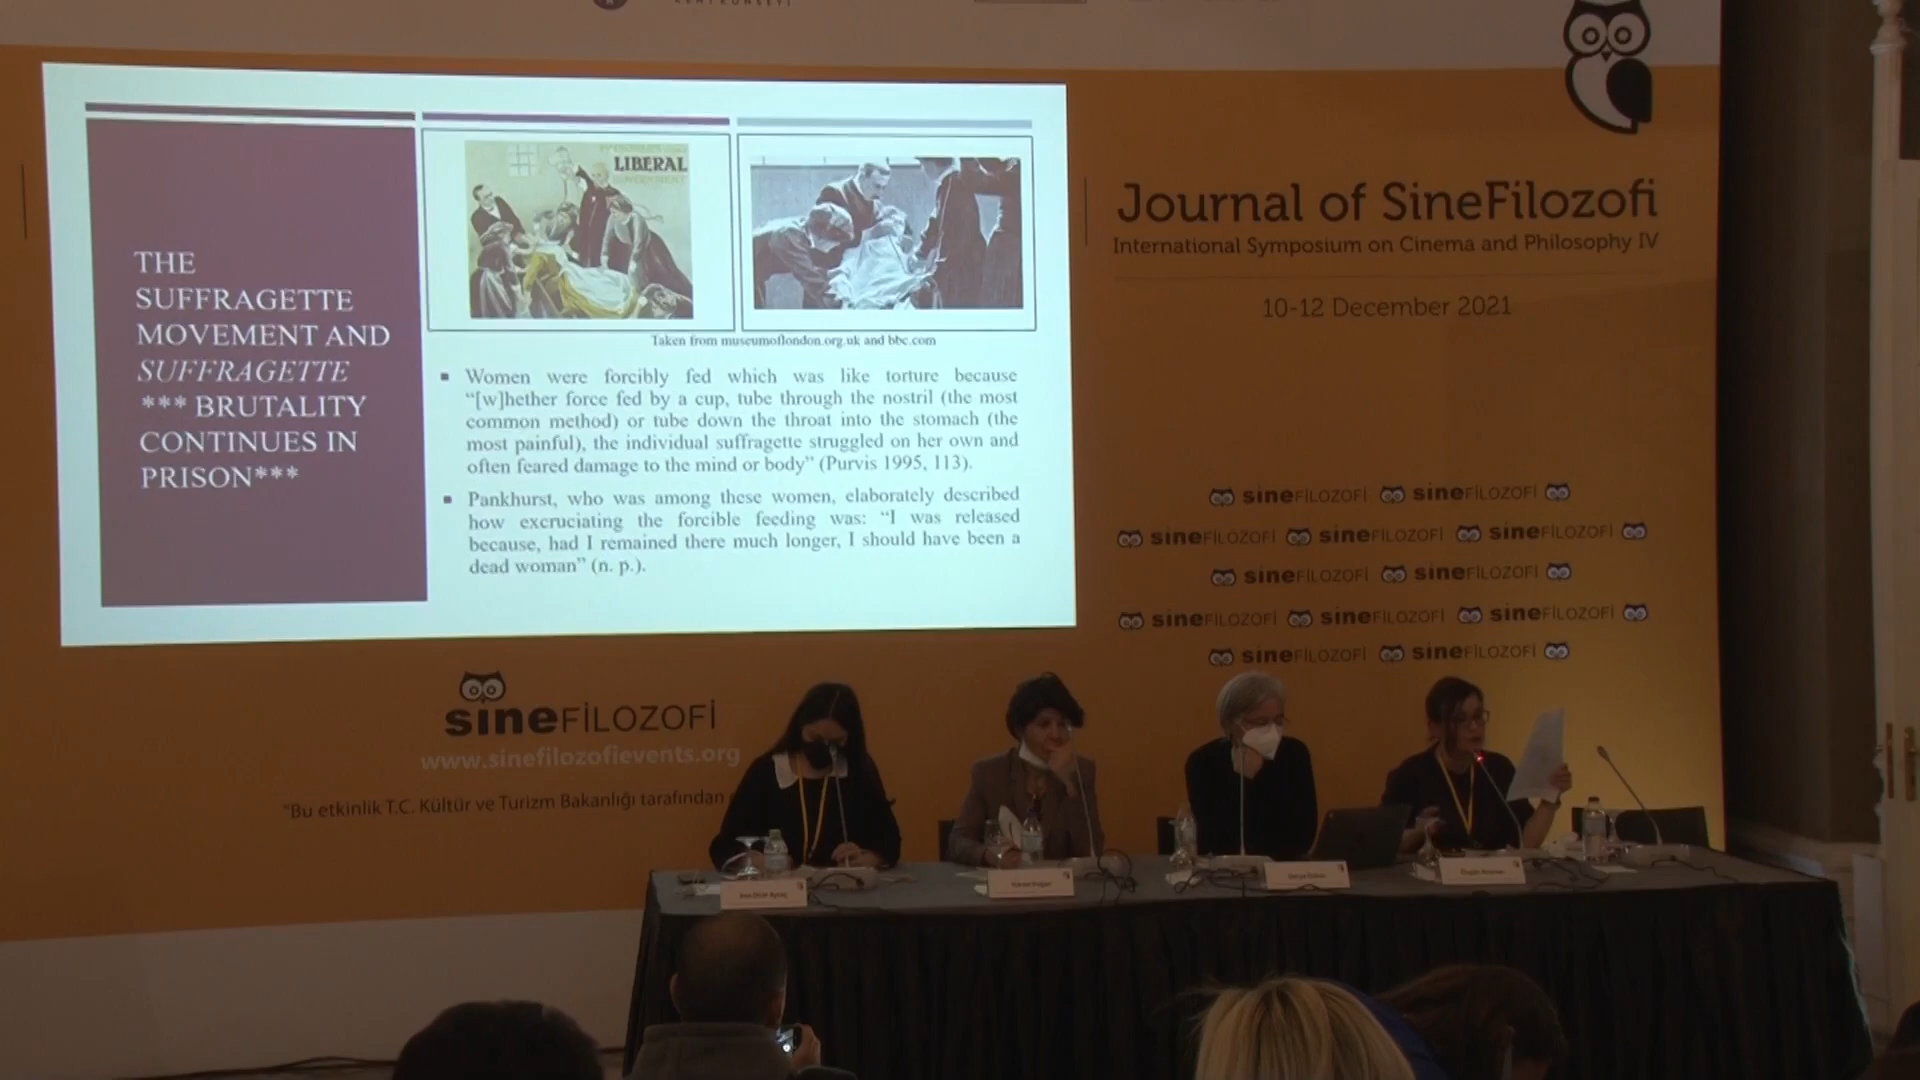 LIBERAL
THE
SUFFRAGETTE
MOVEMENT AND
SUFFRAGETTE
*** BRUTALITY
CONTINUES IN
PRISON***
Taken from museumoflondon.org.uk and bbc.com
▪ Women were forcibly fed which was like torture because
“[w]hether force fed by a cup, tube through the nostril (the most
common method) or tube down the throat into the stomach (the
most painful), the individual suffragette struggled on her own and
often feared damage to the mind or body” (Purvis 1995, 113).
▪ Pankhurst, who was among these women, elaborately described
how excruciating the forcible feeding was: “I was released
because, had I remained there much longer, I should have been a
dead woman” (n. p.).
Journal of SineFilozofi
International Symposium on Cinema and Philosophy IV
10-12 December 2021
sineFİLOZOFİ sineFİLOZOFİ
sineFİLOZOFİ sineFİLOZOFİ sineFİLOZOFİ
sineFİLOZOFİ sineFİLOZOFİ
sineFİLOZOFİ sineFİLOZOFİ sineFİLOZOFİ
sineFİLOZOFİ sineFİLOZOFİ
sineFİLOZOFİ
www.sinefilozofievents.org
“Bu etkinlik T.C. Kültür ve Turizm Bakanlığı tarafından